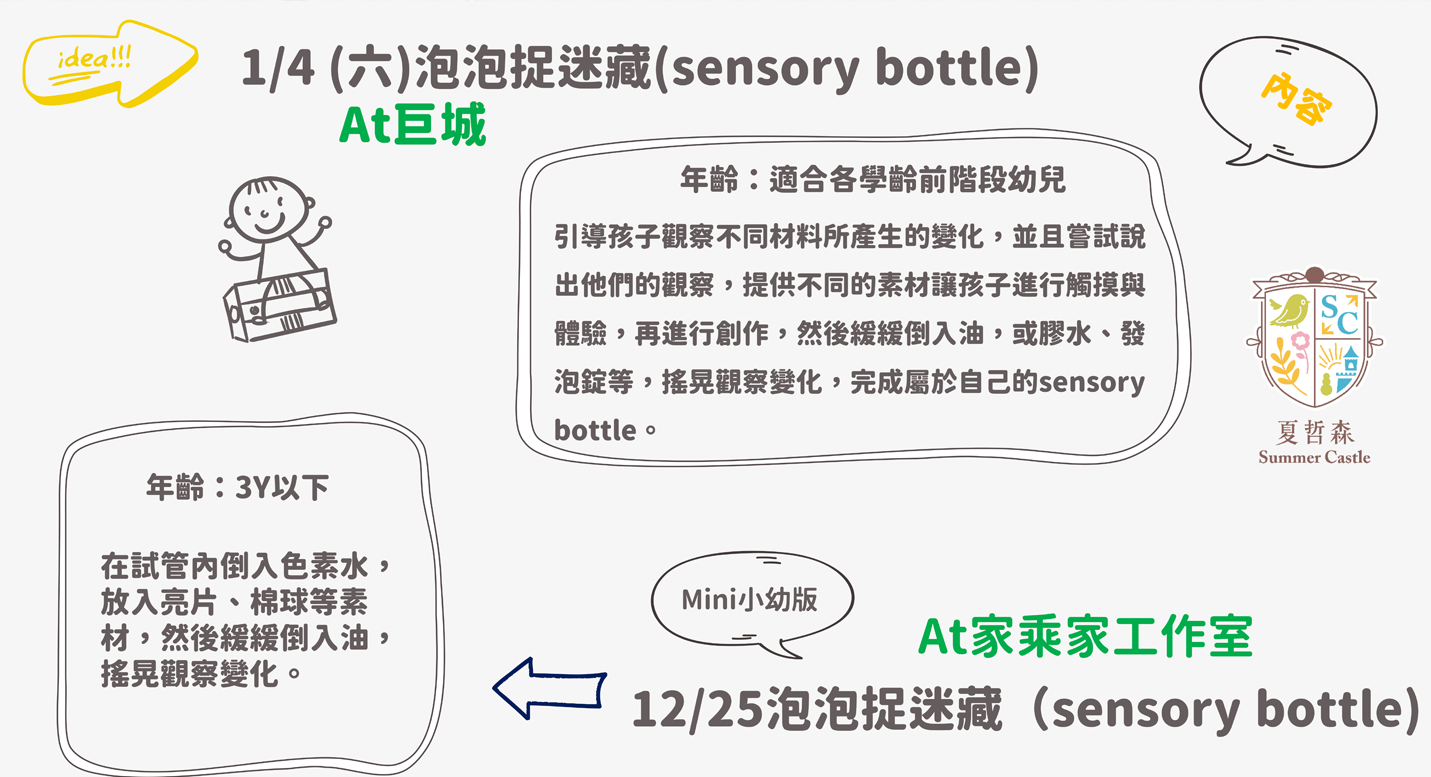 idea!!!
1/4 (六)泡泡捉迷藏(sensory bottle)
At巨城
內容
年齡：適合各學齡前階段幼兒
引導孩子觀察不同材料所產生的變化，並且嘗試說
出他們的觀察，提供不同的素材讓孩子進行觸摸與
體驗，再進行創作，然後緩緩倒入油，或膠水、發
泡錠等，搖晃觀察變化，完成屬於自己的sensory
bottle。
SC
夏哲森
Summer Castle
年齡：3Y以下
在試管內倒入色素水，
放入亮片、棉球等素
材，然後緩緩倒入油，
搖晃觀察變化。
Mini小幼版
At家乘家工作室
12/25泡泡捉迷藏（sensory bottle)